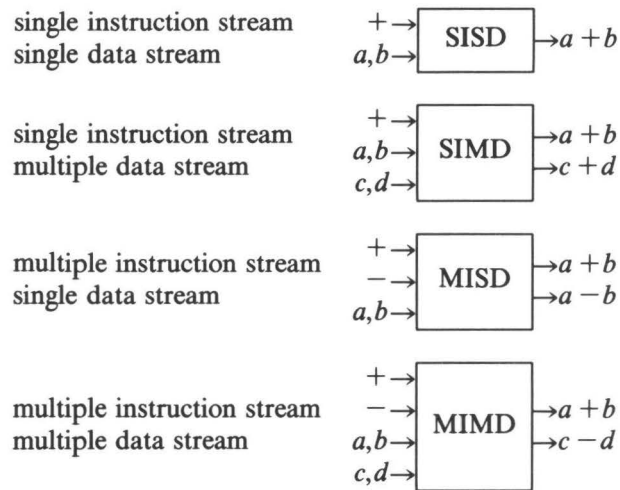 single instruction stream
single data stream
+
a,b
SISD
a + b
single instruction stream
multiple data stream
+
a,b
c,d
SIMD
a + b
c + d
multiple instruction stream
single data stream
+
−
a,b
MISD
a + b
a − b
multiple instruction stream
multiple data stream
+
−
a,b
c,d
MIMD
a + b
c − d